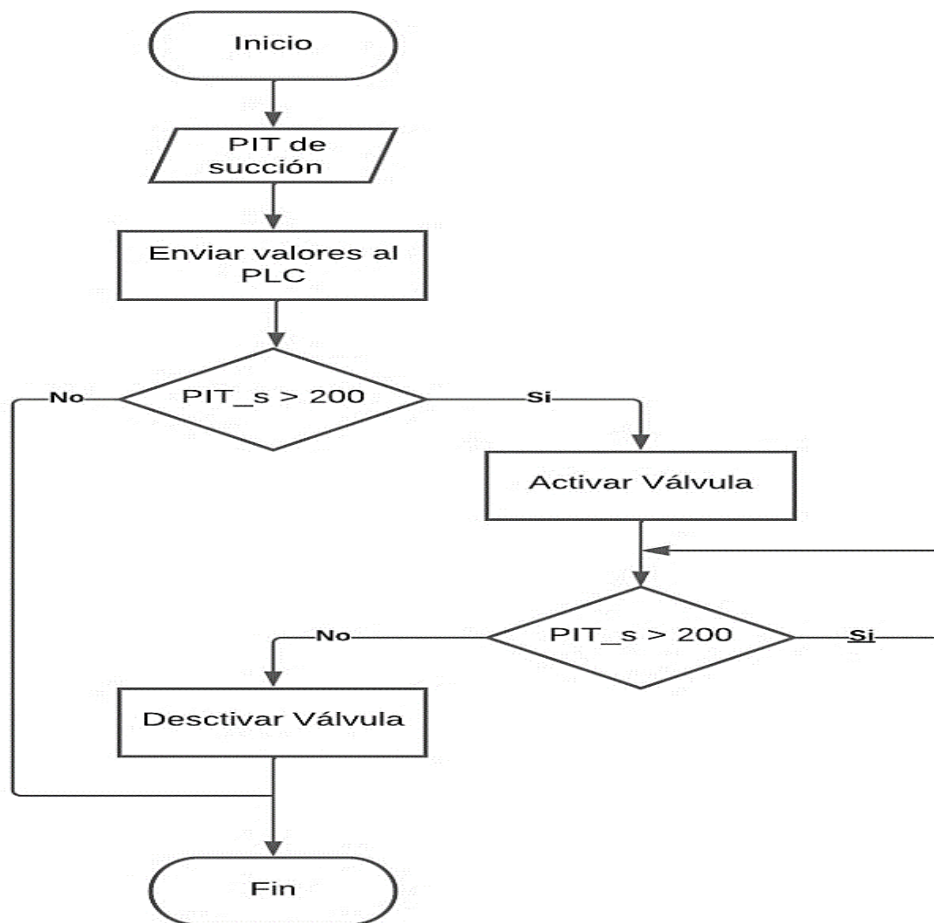 Inicio
PIT de
succión
Enviar valores al
PLC
PIT_s > 200
No
Si
Activar Válvula
PIT_s > 200
No
Si
Desctivar Válvula
Fin